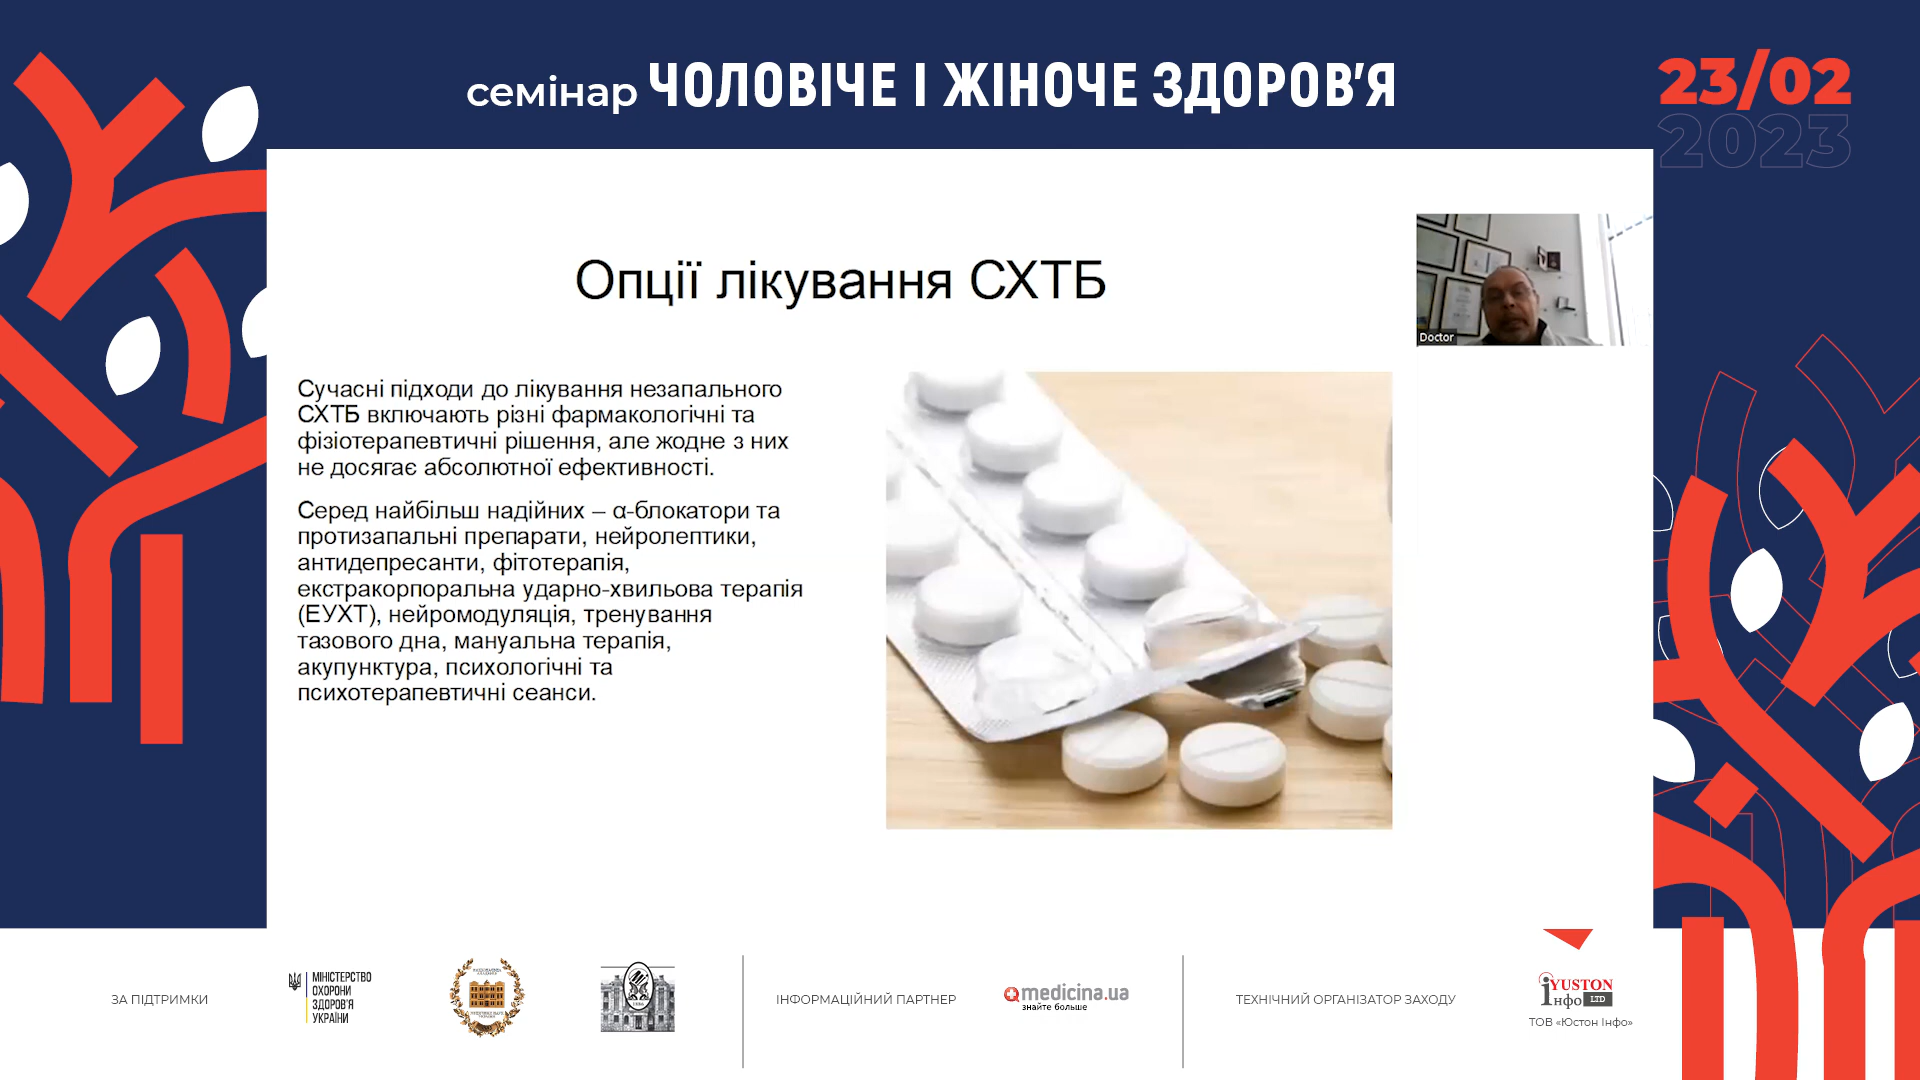 семінар ЧОЛОВІЧЕ І ЖІНОЧЕ ЗДОРОВ'Я
23/02
2023
Опції лікування СХТБ
Doctor
Сучасні підходи до лікування незапального
СХТБ включають різні фармакологічні та
фізіотерапевтичні рішення, але жодне з них
не досягає абсолютної ефективності.
Серед найбільш надійних – α-блокатори та
протизапальні препарати, нейролептики,
антидепресанти, фітотерапія,
екстракорпоральна ударно-хвильова терапія
(ЕУХТ), нейромодуляція, тренування
тазового дна, мануальна терапія,
акупунктура, психологічні та
психотерапевтичні сеанси.
ЗА ПІДТРИМКИ
МІНІСТЕРСТВО
ОХОРОНИ
ЗДОРОВ'Я
УКРАЇНИ
ІНФОРМАЦІЙНИЙ ПАРТНЕР
medicina.ua
знайте больше
ТЕХНІЧНИЙ ОРГАНІЗАТОР ЗАХОДУ
YUSTON
iнфо LTD
ТОВ «Юстон Інфо»